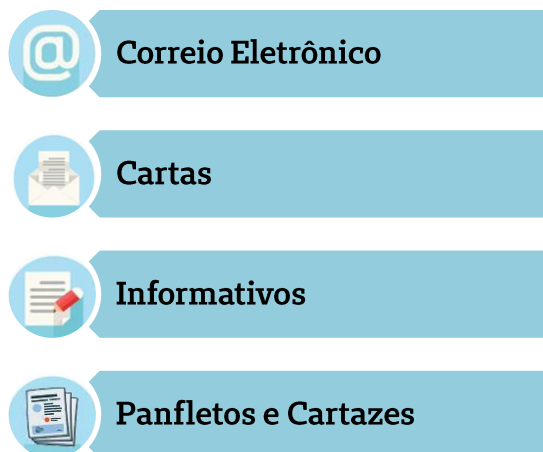 Correio Eletrônico
Cartas
Informativos
Panfletos e Cartazes